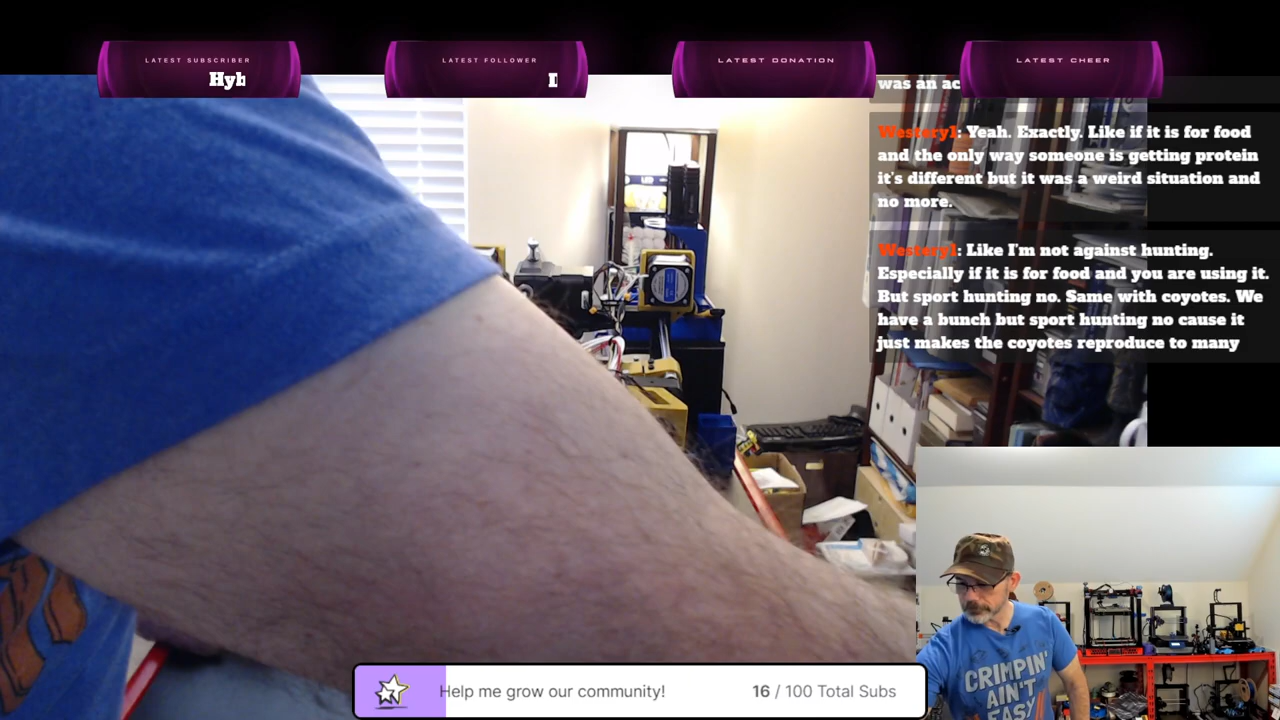 LATEST SUBSCRIBER
Hyb
LATEST FOLLOWER
LATEST DONATION
LATEST CHEER
was an ac
Westery1: Yeah. Exactly. Like if it is for food
and the only way someone is getting protein
it's different but it was a weird situation and
no more.
Westery1: Like I'm not against hunting.
Especially if it is for food and you are using it.
But sport hunting no. Same with coyotes. We
have a bunch but sport hunting no cause it
just makes the coyotes reproduce to many
CRIMPIN'
AIN'T
EASY
Help me grow our community!
16 / 100 Total Subs